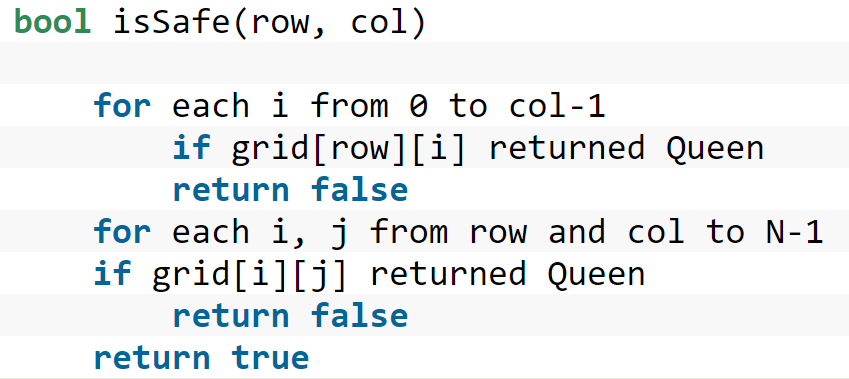 bool isSafe(row, col)
for each i from 0 to col-1
if grid[row][i] returned Queen
return false
for each i, j from row and col to N-1
if grid[i][j] returned Queen
return false
return true